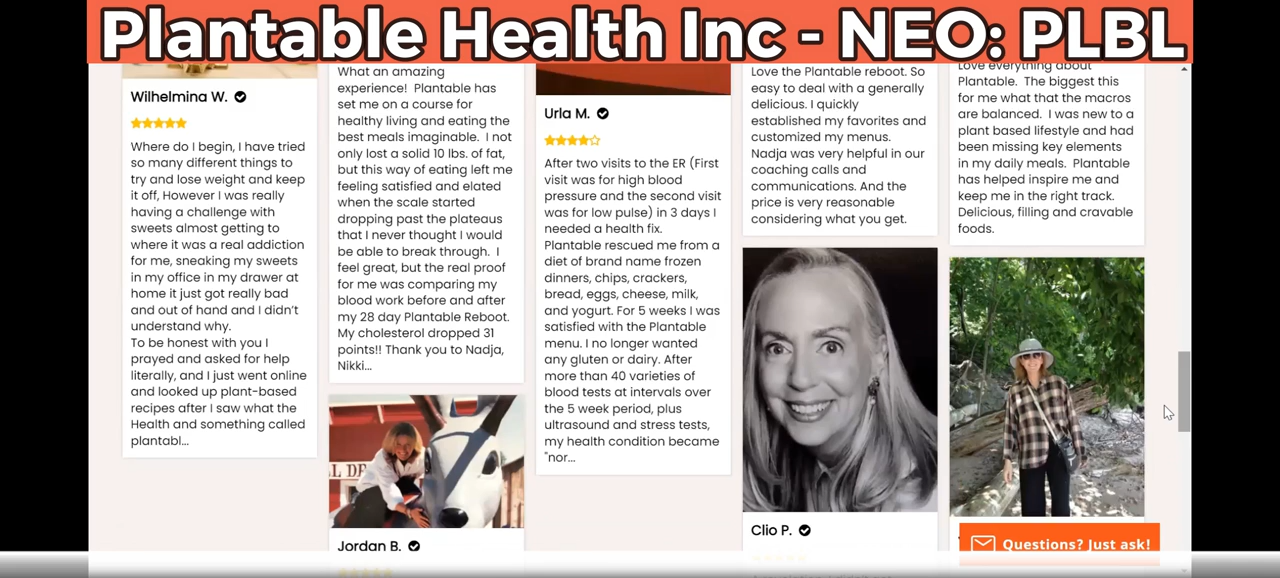 Plantable Health Inc - NEO: PLBL
Wilhelmina W.
Where do I begin, I have tried
so many different things to
try and lose weight and keep
it off, However I was really
having a challenge with
sweets almost getting to
where it was a real addiction
for me, sneaking my sweets
in my office in my drawer at
home it just got really bad
and out of hand and I didn’t
understand why.
To be honest with you I
prayed and asked for help
literally, and I just went online
and looked up plant-based
recipes after I saw what the
Health and something called
plantabl...
What an amazing
experience! Plantable has
set me on a course for
healthy living and eating the
best meals imaginable. I not
only lost a solid 10 lbs. of fat,
but this way of eating left me
feeling satisfied and elated
when the scale started
dropping past the plateaus
that I never thought I would
be able to break through. I
feel great, but the real proof
for me was comparing my
blood work before and after
my 28 day Plantable Reboot.
My cholesterol dropped 31
points!! Thank you to Nadja,
Nikki...
Jordan B.
Urla M.
After two visits to the ER (First
visit was for high blood
pressure and the second visit
was for low pulse) in 3 days I
needed a health fix.
Plantable rescued me from a
diet of brand name frozen
dinners, chips, crackers,
bread, eggs, cheese, milk,
and yogurt. For 5 weeks I was
satisfied with the Plantable
menu. I no longer wanted
any gluten or dairy. After
more than 40 varieties of
blood tests at intervals over
the 5 week period, plus
ultrasound and stress tests,
my health condition became
"nor...
Love the Plantable reboot. So
easy to deal with a generally
delicious. I quickly
established my favorites and
customized my menus.
Nadja was very helpful in our
coaching calls and
communications. And the
price is very reasonable
considering what you get.
Clio P.
Love everything about
Plantable. The biggest this
for me what that the macros
are balanced. I was new to a
plant based lifestyle and had
been missing key elements
in my daily meals. Plantable
has helped inspire me and
keep me in the right track.
Delicious, filling and cravable
foods.
Questions? Just ask!